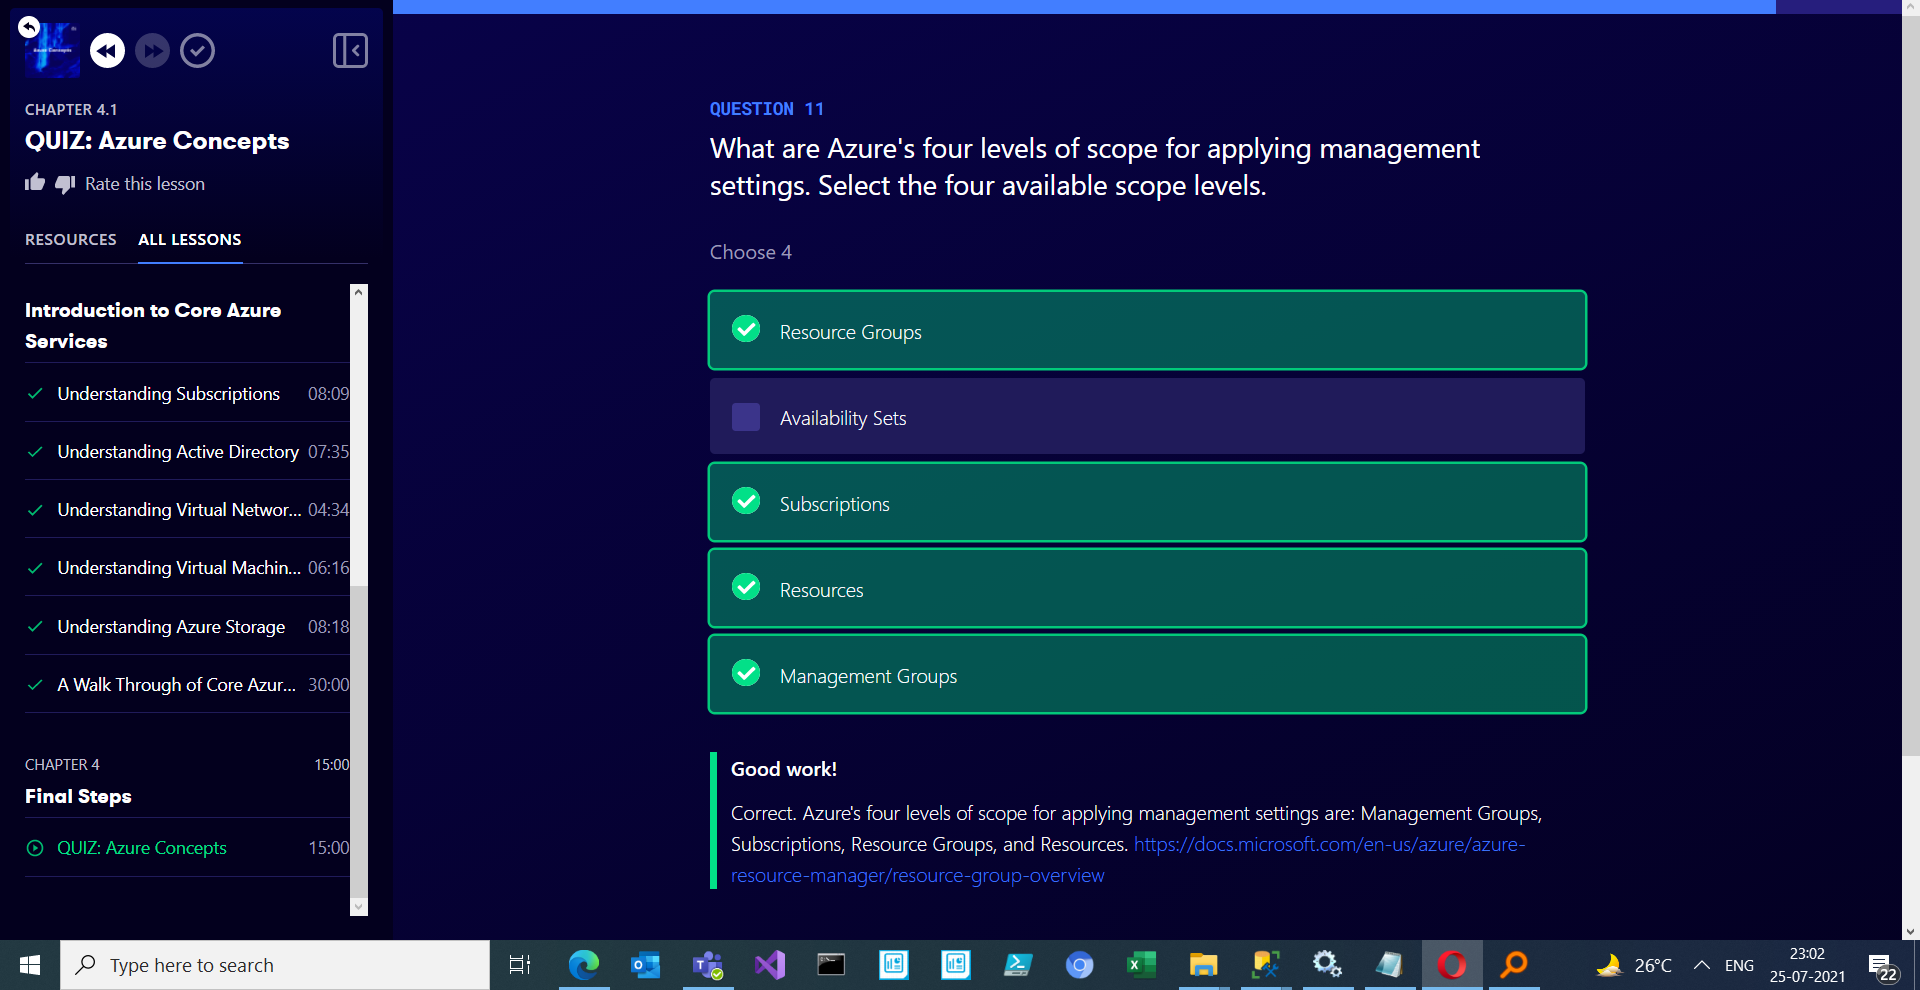 Azure Concepts
CHAPTER 4.1
QUIZ: Azure Concepts
Rate this lesson
RESOURCES ALL LESSONS
Introduction to Core Azure
Services
Understanding Subscriptions 08:09
Understanding Active Directory 07:35
Understanding Virtual Networ... 04:34
Understanding Virtual Machin... 06:16
Understanding Azure Storage 08:18
A Walk Through of Core Azur... 30:00
CHAPTER 4 15:00
Final Steps
QUIZ: Azure Concepts 15:00
QUESTION 11
What are Azure's four levels of scope for applying management
settings. Select the four available scope levels.
Choose 4
Resource Groups
Availability Sets
Subscriptions
Resources
Management Groups
Good work!
Correct. Azure's four levels of scope for applying management settings are: Management Groups,
Subscriptions, Resource Groups, and Resources. https://docs.microsoft.com/en-us/azure/azure-
resource-manager/resource-group-overview
Type here to search
26°C
ENG
23:02
25-07-2021
22